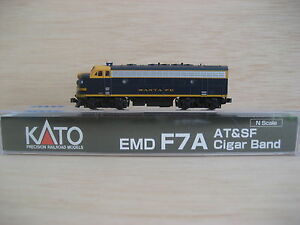 SANTA FE
KATO
PRECISION RAILROAD MODELS
EMD F7A
AT&SF
Cigar Band
N Scale